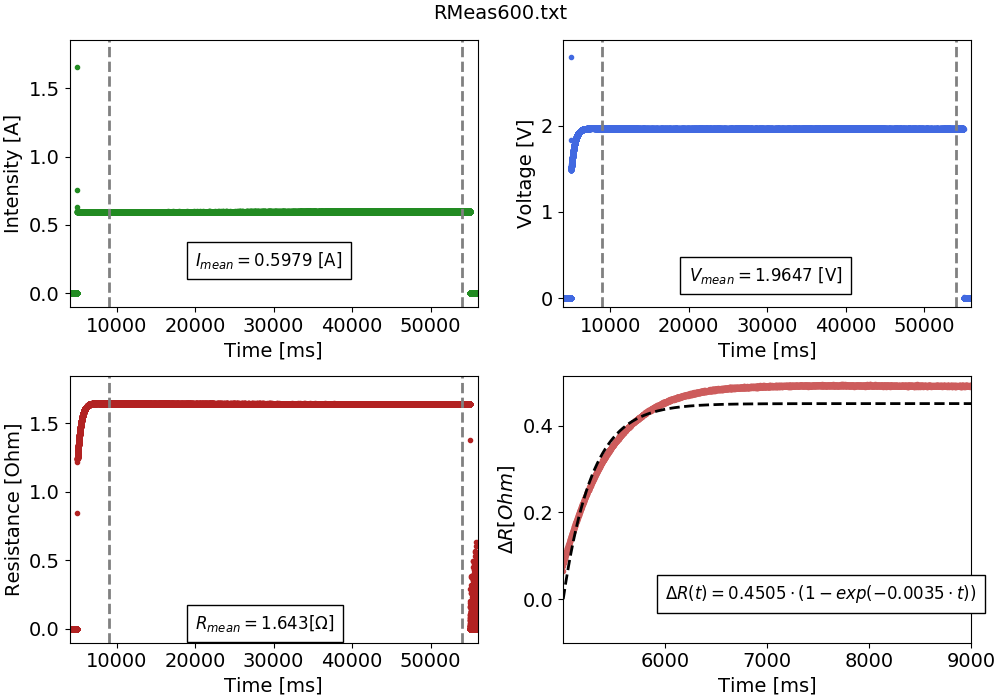 RMeas600.txt
Intensity [A]
1.5
1.0
0.5
0.0
I_mean = 0.5979 [A]
10000 20000 30000 40000 50000
Time [ms]
Voltage [V]
2
1
0
V_mean = 1.9647 [V]
10000 20000 30000 40000 50000
Time [ms]
Resistance [Ohm]
1.5
1.0
0.5
0.0
R_mean = 1.643[Ω]
10000 20000 30000 40000 50000
Time [ms]
ΔR[Ohm]
0.4
0.2
0.0
ΔR(t) = 0.4505 · (1 − exp(−0.0035 · t))
6000 7000 8000 9000
Time [ms]